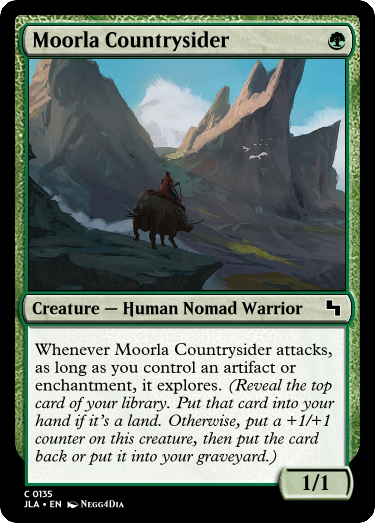 Moorla Countrysider
Creature — Human Nomad Warrior
Whenever Moorla Countrysider attacks,
as long as you control an artifact or
enchantment, it explores. (Reveal the top
card of your library. Put that card into your
hand if it's a land. Otherwise, put a +1/+1
counter on this creature, then put the card
back or put it into your graveyard.)
1/1
C 0135
JLA • EN Negg4Dia